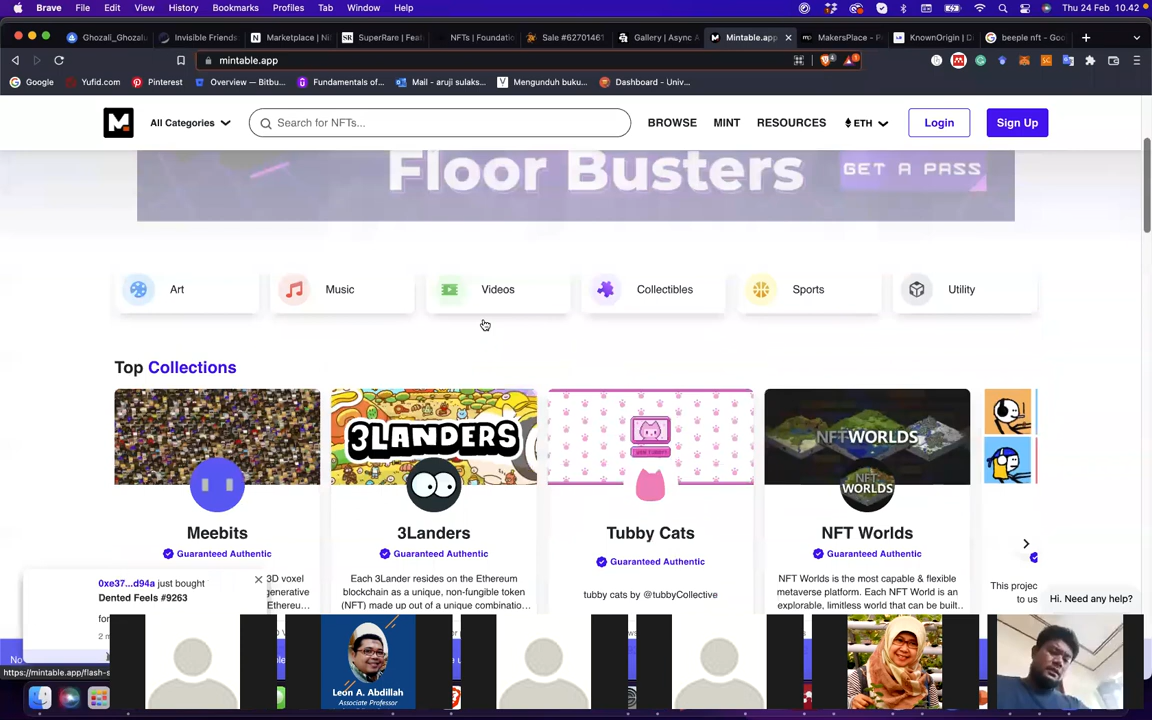 Brave File Edit View History Bookmarks Profiles Tab Window Help Thu 24 Feb 10.42
Ghozali_Ghozalu Invisible Friends Marketplace | Ni SuperRare | Feat NFTs | Foundatio Sale #62701461 Gallery | Async A Mintable.app MakersPlace - P KnownOrigin | D beeple nft - Goo
mintable.app
Google Yufid.com Pinterest Overview — Bitbu... Fundamentals of... Mail - aruji sulaks... Mengunduh buku... Dashboard - Univ...
All Categories Search for NFTs... BROWSE MINT RESOURCES ETH Login Sign Up
Floor Busters GET A PASS
Art Music Videos Collectibles Sports Utility
Top Collections
3LANDERS NFTWORLDS
NFT WORLDS
Meebits 3Landers Tubby Cats NFT Worlds
Guaranteed Authentic Guaranteed Authentic Guaranteed Authentic Guaranteed Authentic
3D voxel Each 3Lander resides on the Ethereum NFT Worlds is the most capable & flexible This projec
generative blockchain as a unique, non-fungible token tubby cats by @tubbyCollective metaverse platform. Each NFT World is an to us
Ethereu... (NFT) made up out of a unique combinatio... explorable, limitless world that can be built..
0xe37...d94a just bought
Dented Feels #9263
Hi. Need any help?
https://mintable.app/flash-s
Leon A. Abdillah
Associate Professor